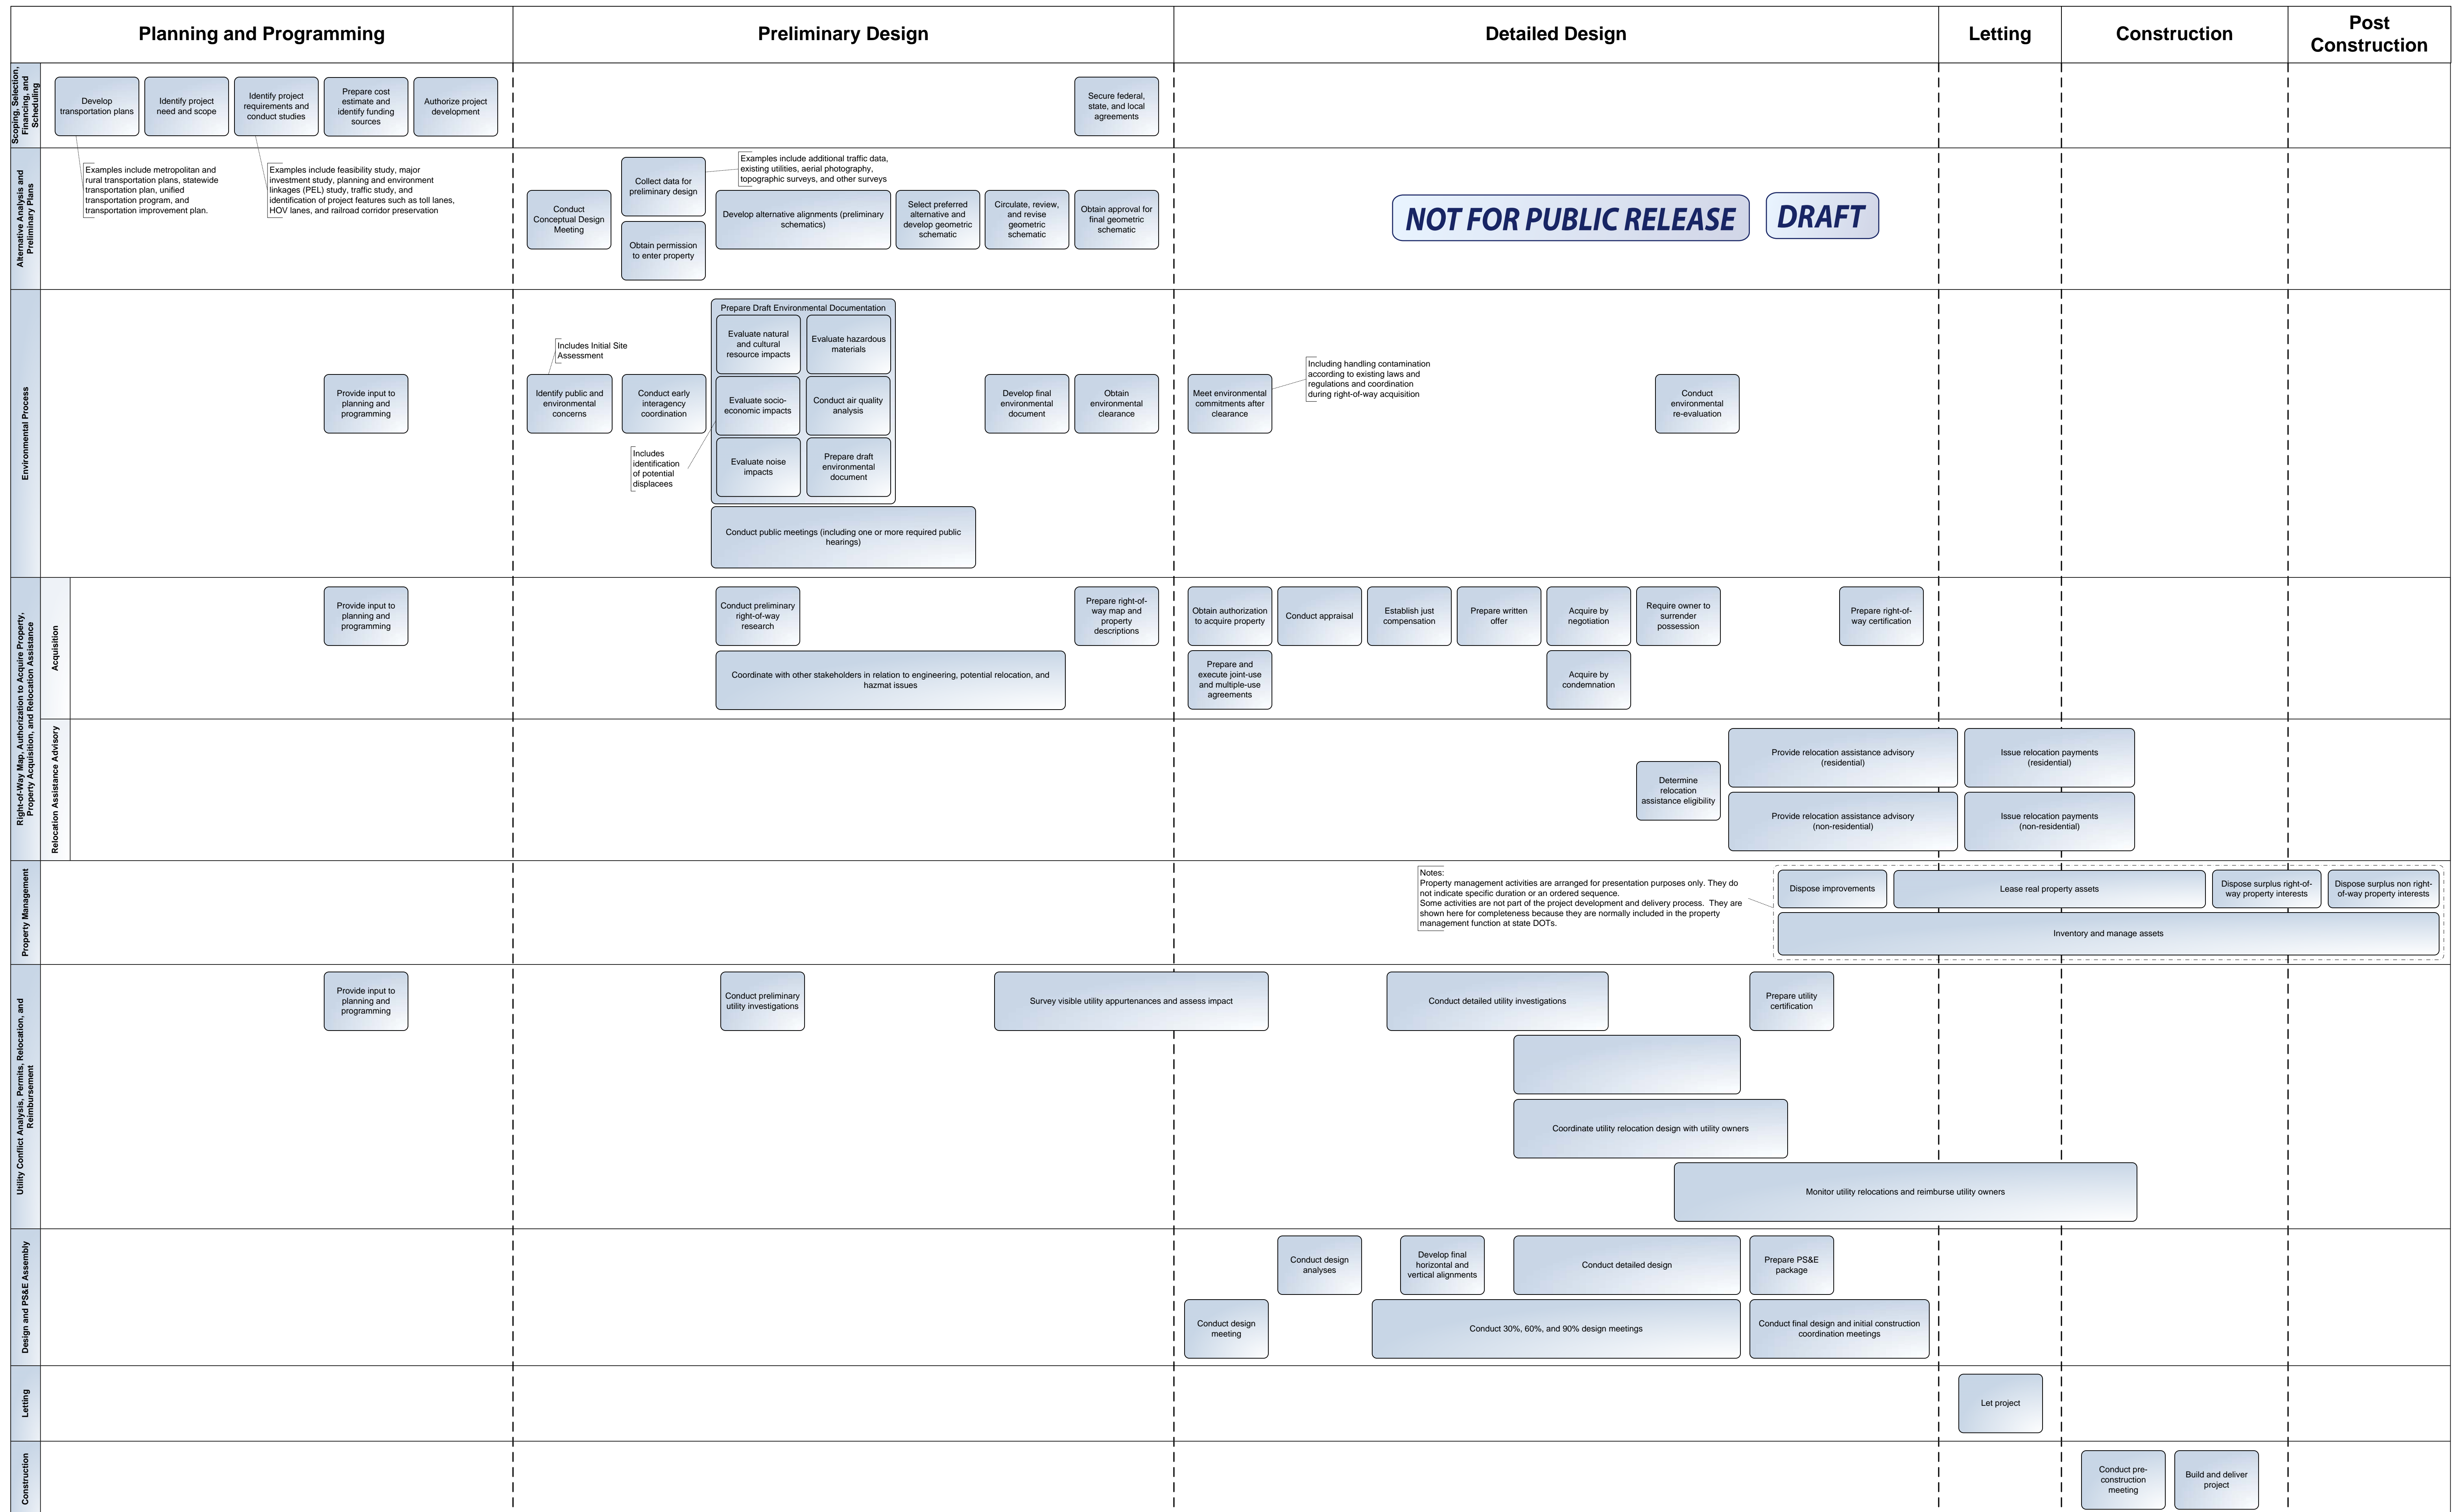 Planning and Programming
Preliminary Design
Detailed Design
Letting
Construction
Post
Construction
Scoping, Selection,
Financing, and
Scheduling
Develop
transportation plans
Identify project
need and scope
Identify project
requirements and
conduct studies
Prepare cost
estimate and
identify funding
sources
Authorize project
development
Secure federal,
state, and local
agreements
Alternative Analysis and
Preliminary Plans
Examples include metropolitan and
rural transportation plans, statewide
transportation plan, unified
transportation program, and
transportation improvement plan.
Examples include feasibility study, major
investment study, planning and environment
linkages (PEL) study, traffic study, and
identification of project features such as toll lanes,
HOV lanes, and railroad corridor preservation
Conduct
Conceptual Design
Meeting
Collect data for
preliminary design
Obtain permission
to enter property
Examples include additional traffic data,
existing utilities, aerial photography,
topographic surveys, and other surveys
Develop alternative alignments (preliminary
schematics)
Select preferred
alternative and
develop geometric
schematic
Circulate, review,
and revise
geometric
schematic
Obtain approval for
final geometric
schematic
NOT FOR PUBLIC RELEASE
DRAFT
Environmental Process
Provide input to
planning and
programming
Includes Initial Site
Assessment
Identify public and
environmental
concerns
Conduct early
interagency
coordination
Includes
identification
of potential
displacees
Prepare Draft Environmental Documentation
Evaluate natural
and cultural
resource impacts
Evaluate hazardous
materials
Evaluate socio-
economic impacts
Conduct air quality
analysis
Evaluate noise
impacts
Prepare draft
environmental
document
Conduct public meetings (including one or more required public
hearings)
Develop final
environmental
document
Obtain
environmental
clearance
Meet environmental
commitments after
clearance
Including handling contamination
according to existing laws and
regulations and coordination
during right-of-way acquisition
Conduct
environmental
re-evaluation
Right-of-Way Map, Authorization to Acquire Property,
Property Acquisition, and Relocation Assistance
Acquisition
Provide input to
planning and
programming
Conduct preliminary
right-of-way
research
Coordinate with other stakeholders in relation to engineering, potential relocation, and
hazmat issues
Prepare right-of-
way map and
property
descriptions
Obtain authorization
to acquire property
Conduct appraisal
Establish just
compensation
Prepare written
offer
Acquire by
negotiation
Require owner to
surrender
possession
Prepare right-of-
way certification
Prepare and
execute joint-use
and multiple-use
agreements
Acquire by
condemnation
Relocation Assistance Advisory
Determine
relocation
assistance eligibility
Provide relocation assistance advisory
(residential)
Issue relocation payments
(residential)
Provide relocation assistance advisory
(non-residential)
Issue relocation payments
(non-residential)
Property Management
Notes:
Property management activities are arranged for presentation purposes only. They do
not indicate specific duration or an ordered sequence.
Some activities are not part of the project development and delivery process. They are
shown here for completeness because they are normally included in the property
management function at state DOTs.
Dispose improvements
Lease real property assets
Dispose surplus right-of-
way property interests
Dispose surplus non right-
of-way property interests
Inventory and manage assets
Utility Conflict Analysis, Permits, Relocation, and
Reimbursement
Provide input to
planning and
programming
Conduct preliminary
utility investigations
Survey visible utility appurtenances and assess impact
Conduct detailed utility investigations
Prepare utility
certification
Coordinate utility relocation design with utility owners
Monitor utility relocations and reimburse utility owners
Design and PS&E Assembly
Conduct design
analyses
Develop final
horizontal and
vertical alignments
Conduct detailed design
Prepare PS&E
package
Conduct design
meeting
Conduct 30%, 60%, and 90% design meetings
Conduct final design and initial construction
coordination meetings
Letting
Let project
Construction
Conduct pre-
construction
meeting
Build and deliver
project